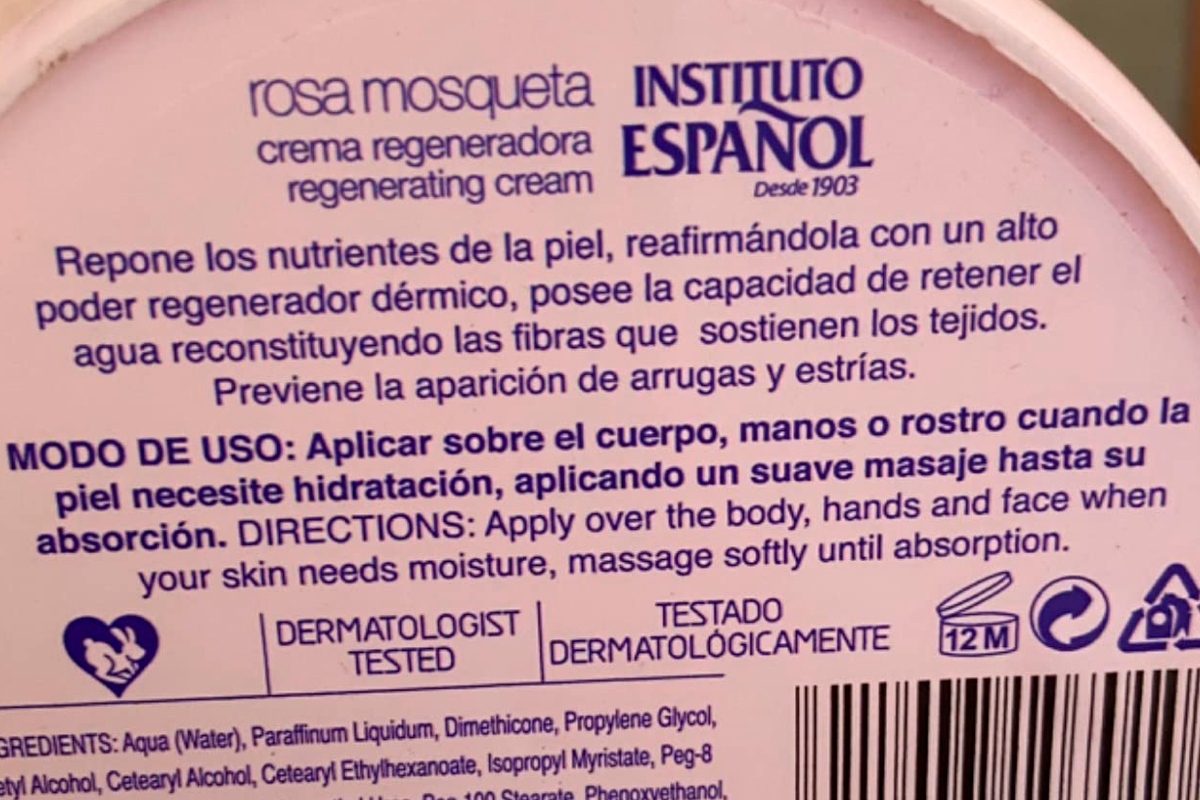 rosa mosqueta
crema regeneradora
regenerating cream
INSTITUTO
ESPAÑOL
Desde 1903
Repone los nutrientes de la piel, reafirmándola con un alto
poder regenerador dérmico, posee la capacidad de retener el
agua reconstituyendo las fibras que sostienen los tejidos.
Previene la aparición de arrugas y estrías.
MODO DE USO: Aplicar sobre el cuerpo, manos o rostro cuando la
piel necesite hidratación, aplicando un suave masaje hasta su
absorción. DIRECTIONS: Apply over the body, hands and face when
your skin needs moisture, massage softly until absorption.
DERMATOLOGIST
TESTED
TESTADO
DERMATOLÓGICAMENTE
12 M
GREDIENTS: Aqua (Water), Paraffinum Liquidum, Dimethicone, Propylene Glycol,
etyl Alcohol, Cetearyl Alcohol, Cetearyl Ethylhexanoate, Isopropyl Myristate, Peg-8
100 Stearate, Phenoxyethanol,